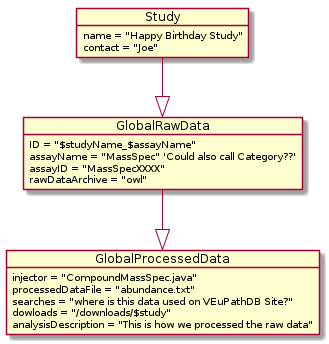 Study
name = "Happy Birthday Study"
contact = "Joe"
GlobalRawData
ID = "$studyName_$assayName"
assayName = "MassSpec" 'Could also call Category??'
assayID = "MassSpecXXXX"
rawDataArchive = "owl"
GlobalProcessedData
injector = "CompoundMassSpec.java"
processedDataFile = "abundance.txt"
searches = "where is this data used on VEuPathDB Site?"
dowloads = "/downloads/$study"
analysisDescription = "This is how we processed the raw data"